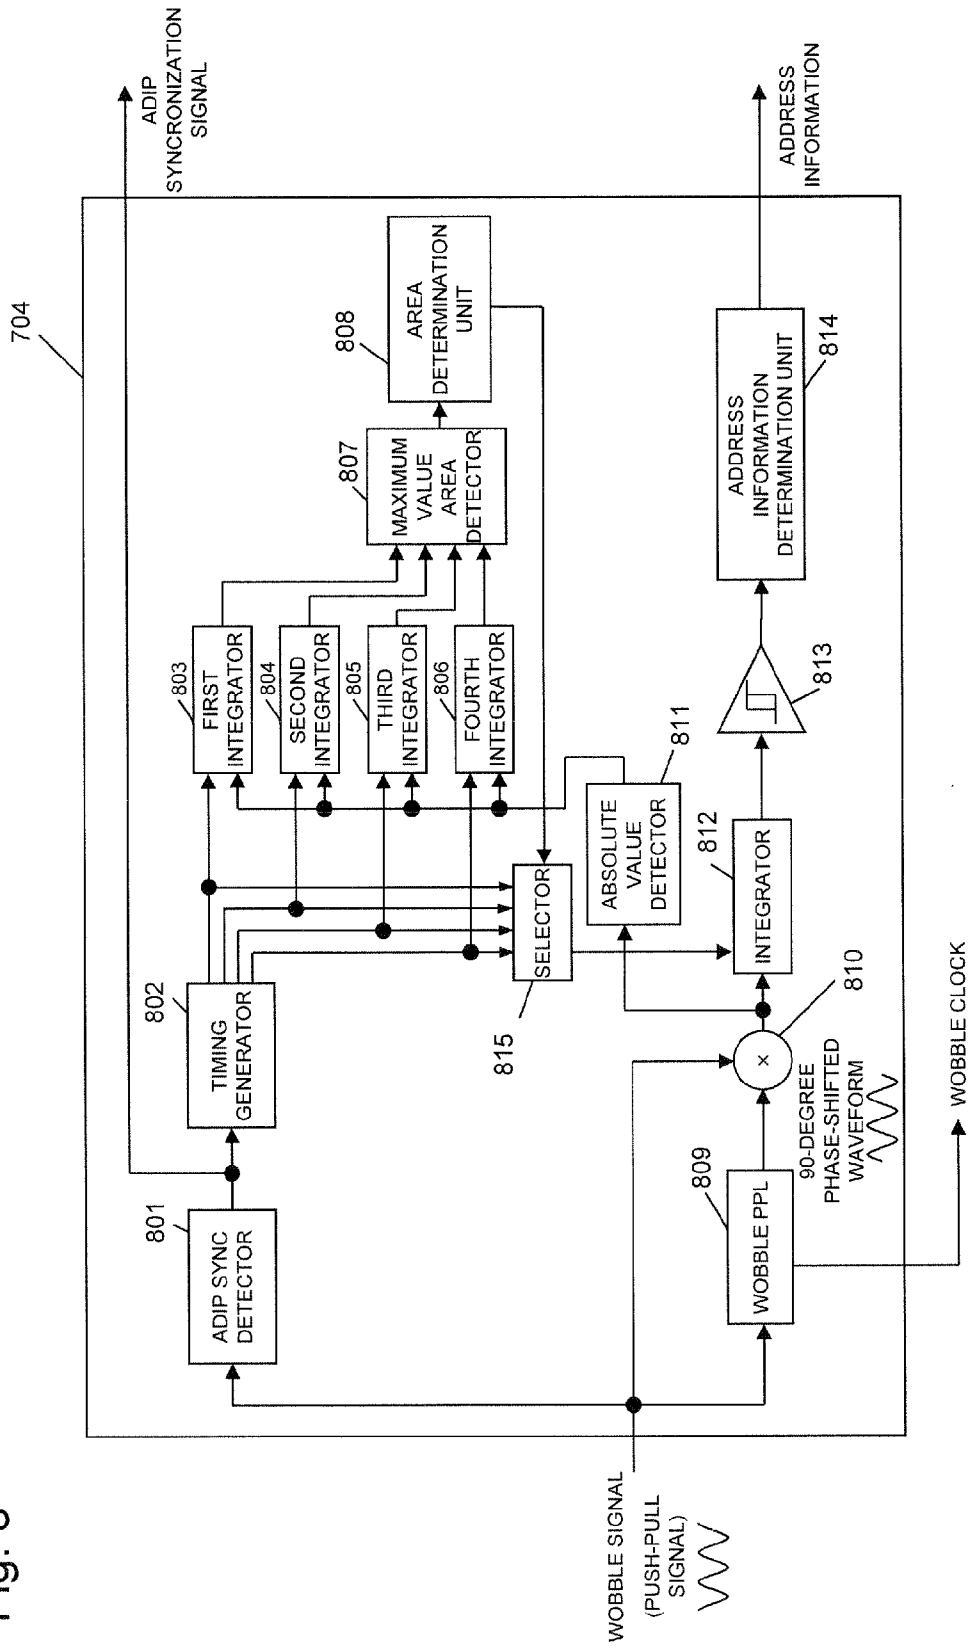 704
ADIP
SYNCRONIZATION
SIGNAL
801
ADIP SYNC
DETECTOR
802
TIMING
GENERATOR
803
FIRST
INTEGRATOR
804
SECOND
INTEGRATOR
805
THIRD
INTEGRATOR
806
FOURTH
INTEGRATOR
807
MAXIMUM
VALUE
AREA
DETECTOR
808
AREA
DETERMINATION
UNIT
815
SELECTOR
811
ABSOLUTE
VALUE
DETECTOR
WOBBLE SIGNAL
(PUSH-PULL
SIGNAL)
809
WOBBLE PPL
90-DEGREE
PHASE-SHIFTED
WAVEFORM
810
×
812
INTEGRATOR
813
814
ADDRESS
INFORMATION
DETERMINATION UNIT
ADDRESS
INFORMATION
WOBBLE CLOCK